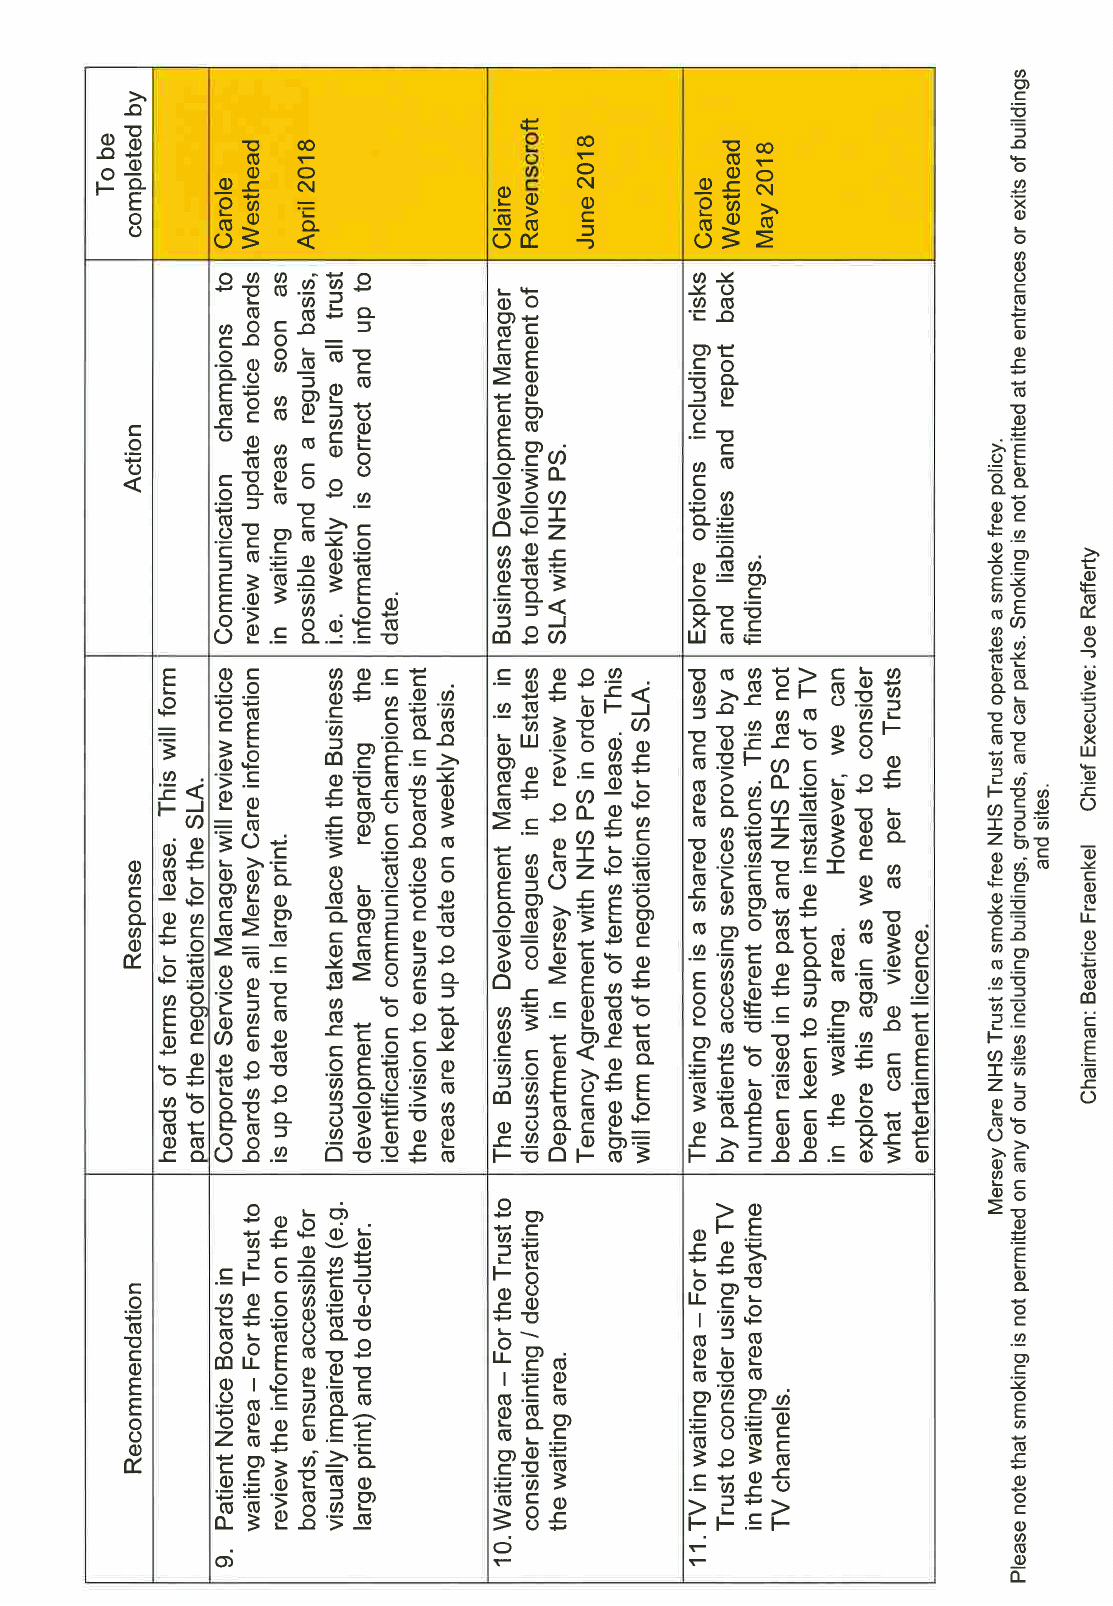 Recommendation
Response
Action
To be
completed by
heads of terms for the lease. This will form
part of the negotiations for the SLA.
9. Patient Notice Boards in
waiting area – For the Trust to
review the information on the
boards, ensure accessible for
visually impaired patients (e.g.
large print) and to de-clutter.
Corporate Service Manager will review notice
boards to ensure all Mersey Care information
is up to date and in large print.
Discussion has taken place with the Business
development Manager regarding the
identification of communication champions in
the division to ensure notice boards in patient
areas are kept up to date on a weekly basis.
Communication champions to
review and update notice boards
in waiting areas as soon as
possible and on a regular basis,
i.e. weekly to ensure all trust
information is correct and up to
date.
Carole
Westhead
April 2018
10. Waiting area – For the Trust to
consider painting / decorating
the waiting area.
The Business Development Manager is in
discussion with colleagues in the Estates
Department in Mersey Care to review the
Tenancy Agreement with NHS PS in order to
agree the heads of terms for the lease. This
will form part of the negotiations for the SLA.
Business Development Manager
to update following agreement of
SLA with NHS PS.
Claire
Ravenscroft
June 2018
11. TV in waiting area – For the
Trust to consider using the TV
in the waiting area for daytime
TV channels.
The waiting room is a shared area and used
by patients accessing services provided by a
number of different organisations. This has
been raised in the past and NHS PS has not
been keen to support the installation of a TV
in the waiting area. However, we can
explore this again as we need to consider
what can be viewed as per the Trusts
entertainment licence.
Explore options including risks
and liabilities and report back
findings.
Carole
Westhead
May 2018
Mersey Care NHS Trust is a smoke free NHS Trust and operates a smoke free policy.
Please note that smoking is not permitted on any of our sites including buildings, grounds, and car parks. Smoking is not permitted at the entrances or exits of buildings
and sites.
Chairman: Beatrice Fraenkel Chief Executive: Joe Rafferty